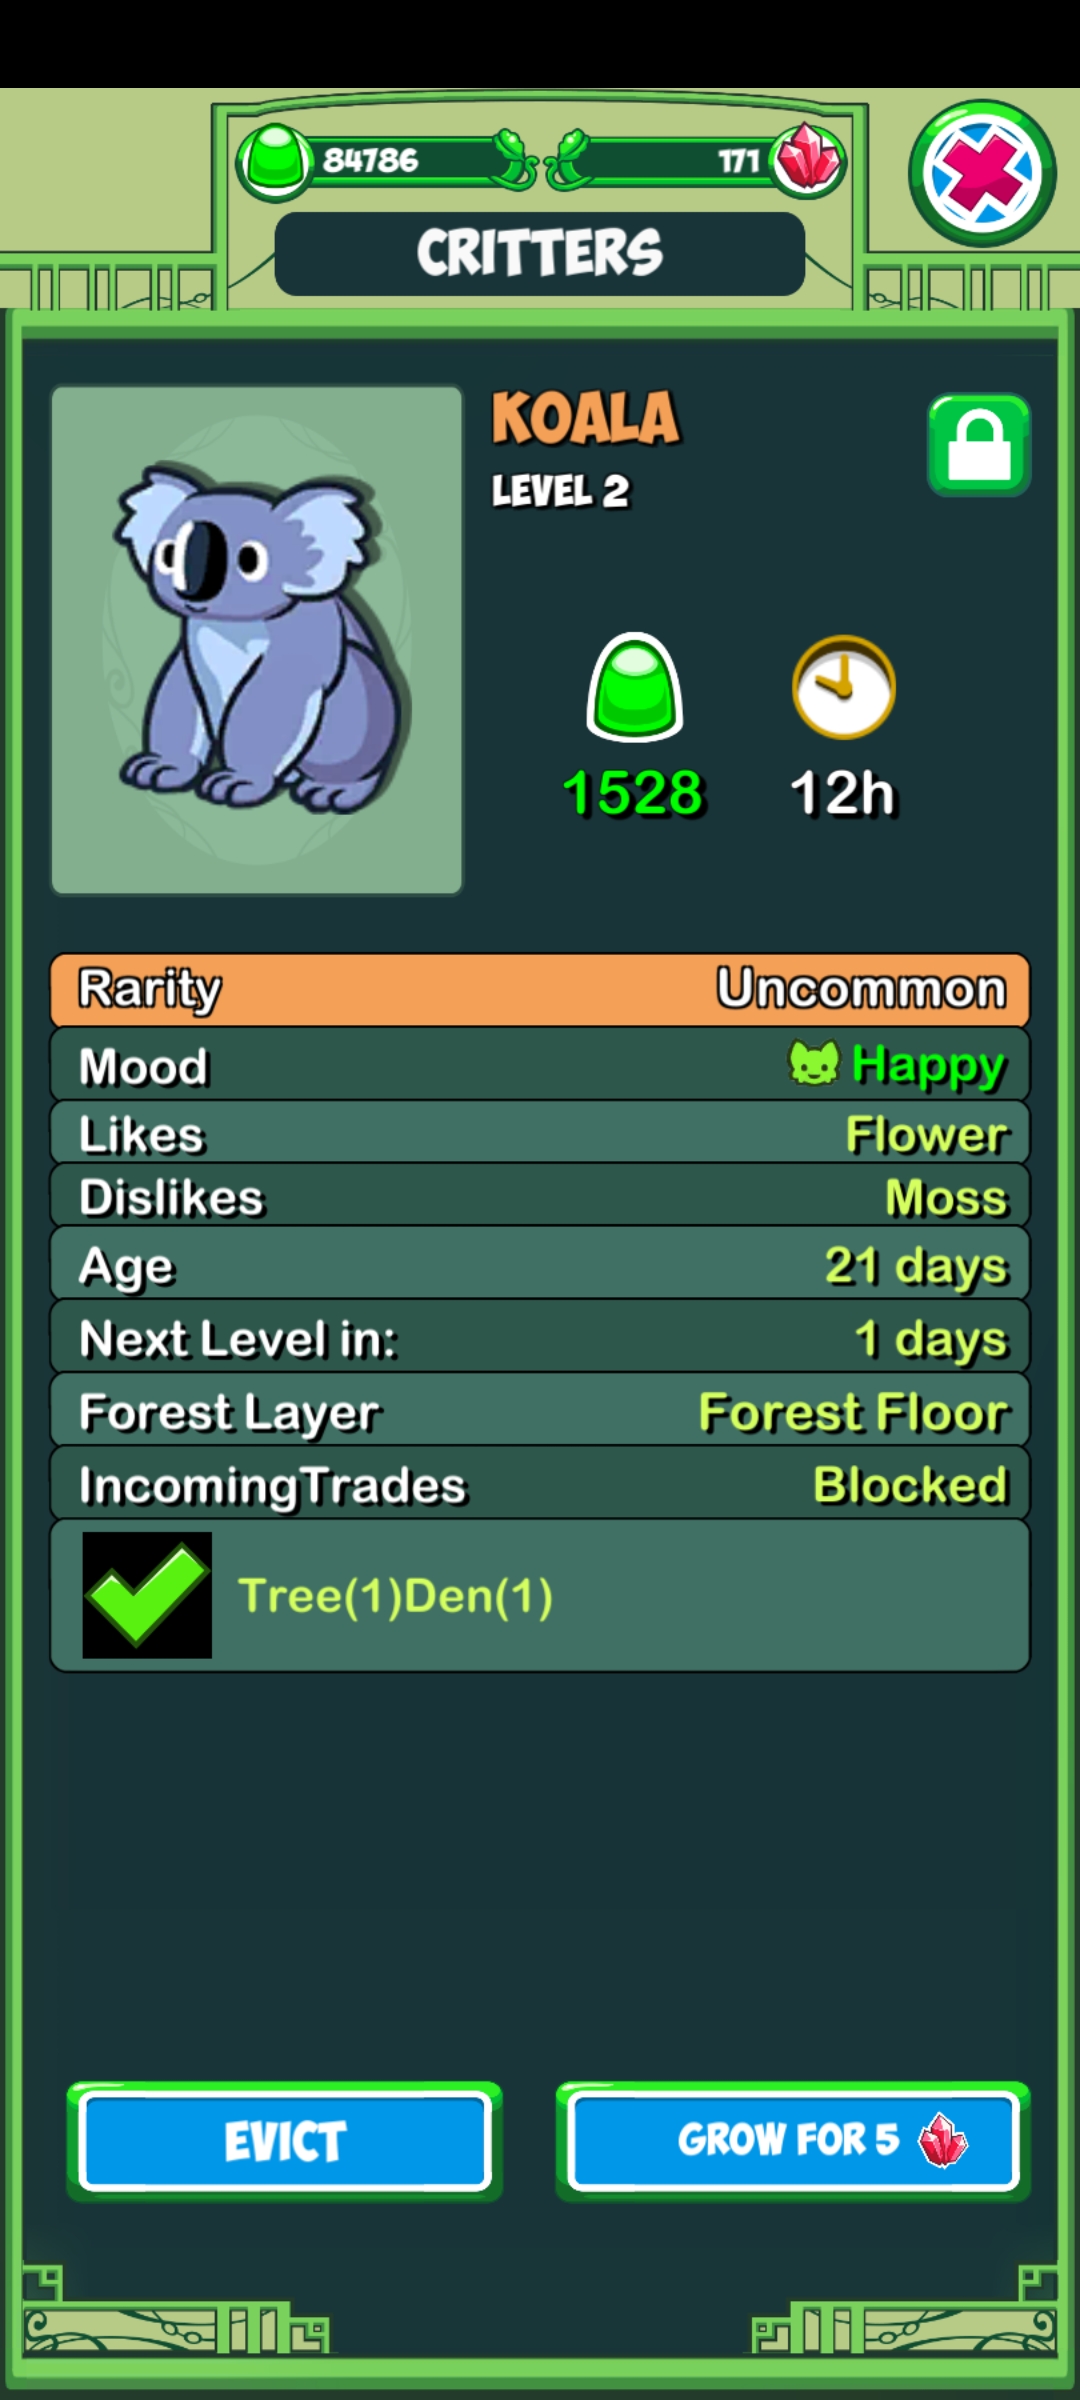 84786 171
CRITTERS
KOALA
LEVEL 2
1528 12h
Rarity Uncommon
Mood Happy
Likes Flower
Dislikes Moss
Age 21 days
Next Level in: 1 days
Forest Layer Forest Floor
IncomingTrades Blocked
Tree(1)Den(1)
EVICT GROW FOR 5